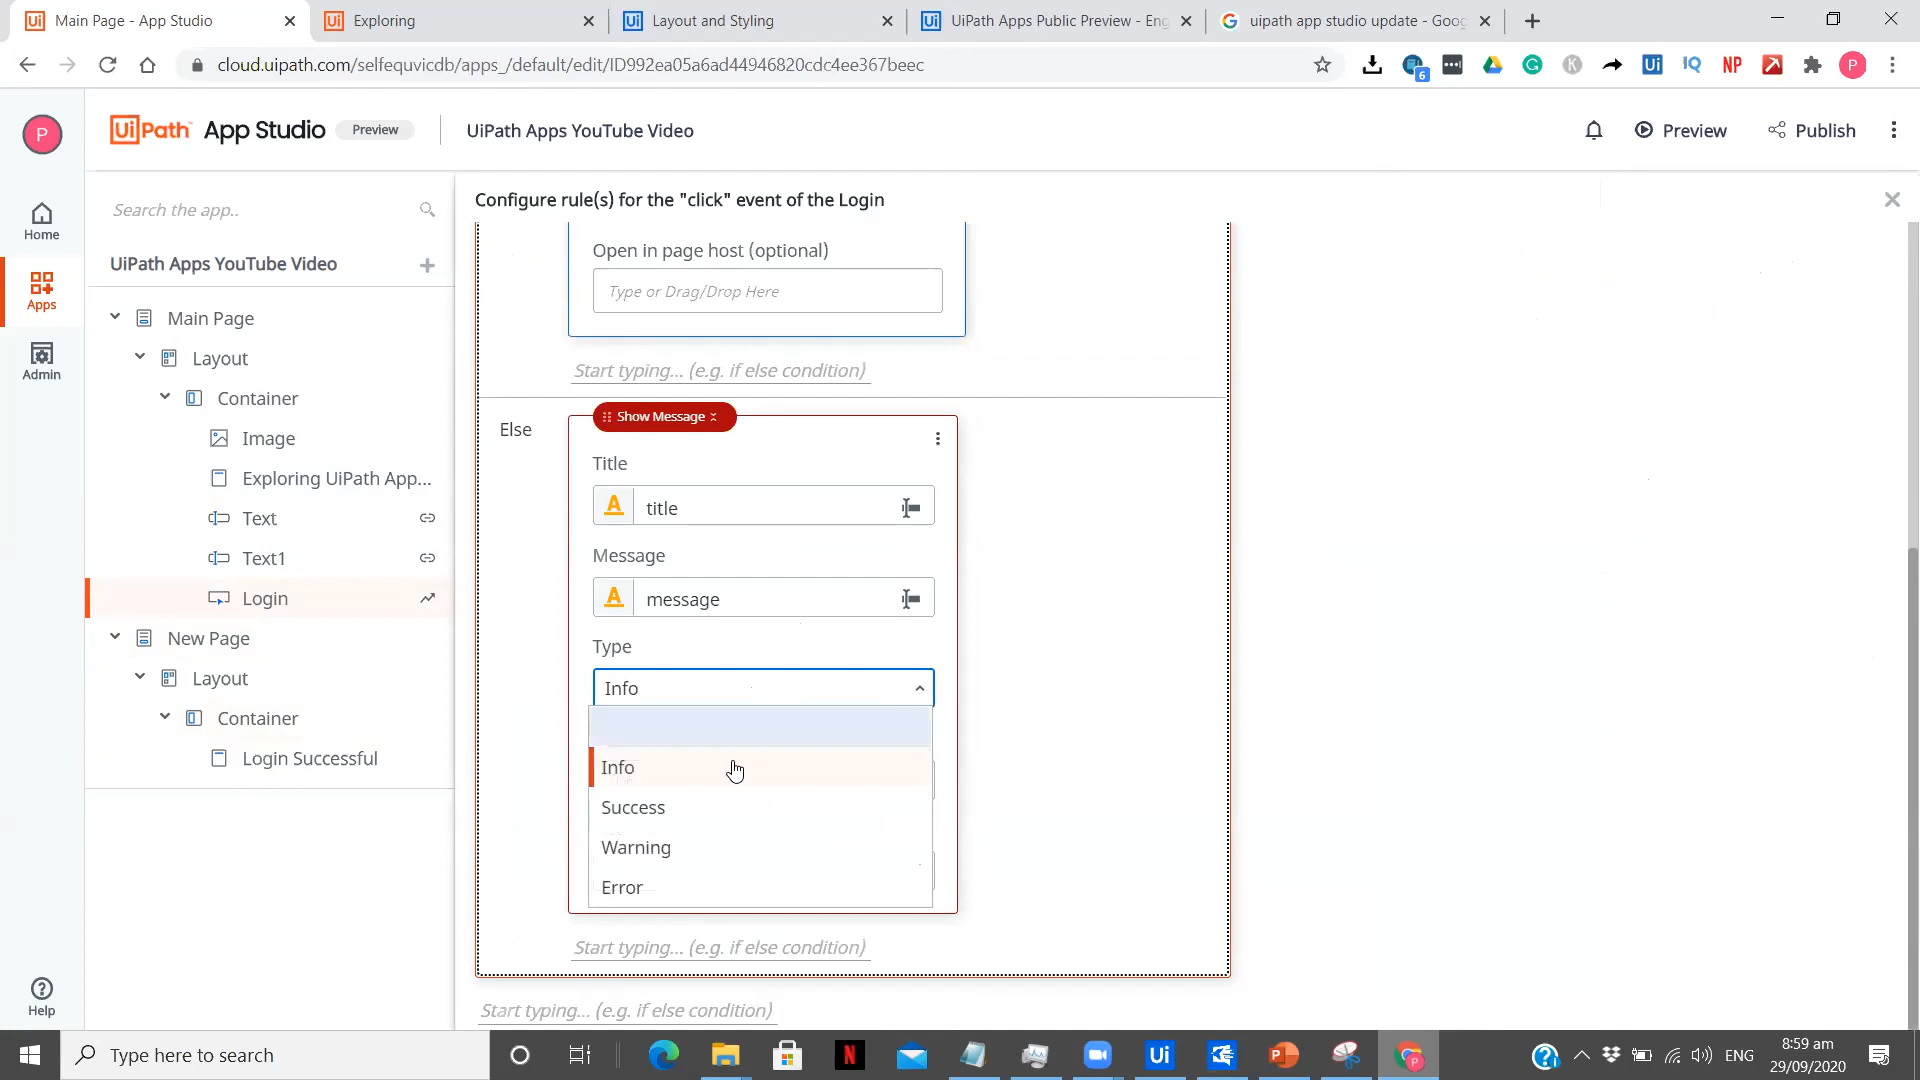 Main Page - App Studio
Exploring
Layout and Styling
UiPath Apps Public Preview - Eng
uipath app studio update - Goog
cloud.uipath.com/selfequvicdb/apps_/default/edit/ID992ea05a6ad44946820cdc4ee367beec
6
Ui
IQ
NP
P
P
UiPath App Studio
Preview
UiPath Apps YouTube Video
Preview
Publish
Home
Apps
Admin
Help
Search the app..
UiPath Apps YouTube Video
Main Page
Layout
Container
Image
Exploring UiPath App...
Text
Text1
Login
New Page
Layout
Container
Login Successful
Configure rule(s) for the "click" event of the Login
Open in page host (optional)
Type or Drag/Drop Here
Start typing... (e.g. if else condition)
Else
Show Message
Title
A title
Message
A message
Type
Info
Info
Success
Warning
Error
Start typing... (e.g. if else condition)
Start typing... (e.g. if else condition)
Type here to search
ENG
8:59 am
29/09/2020